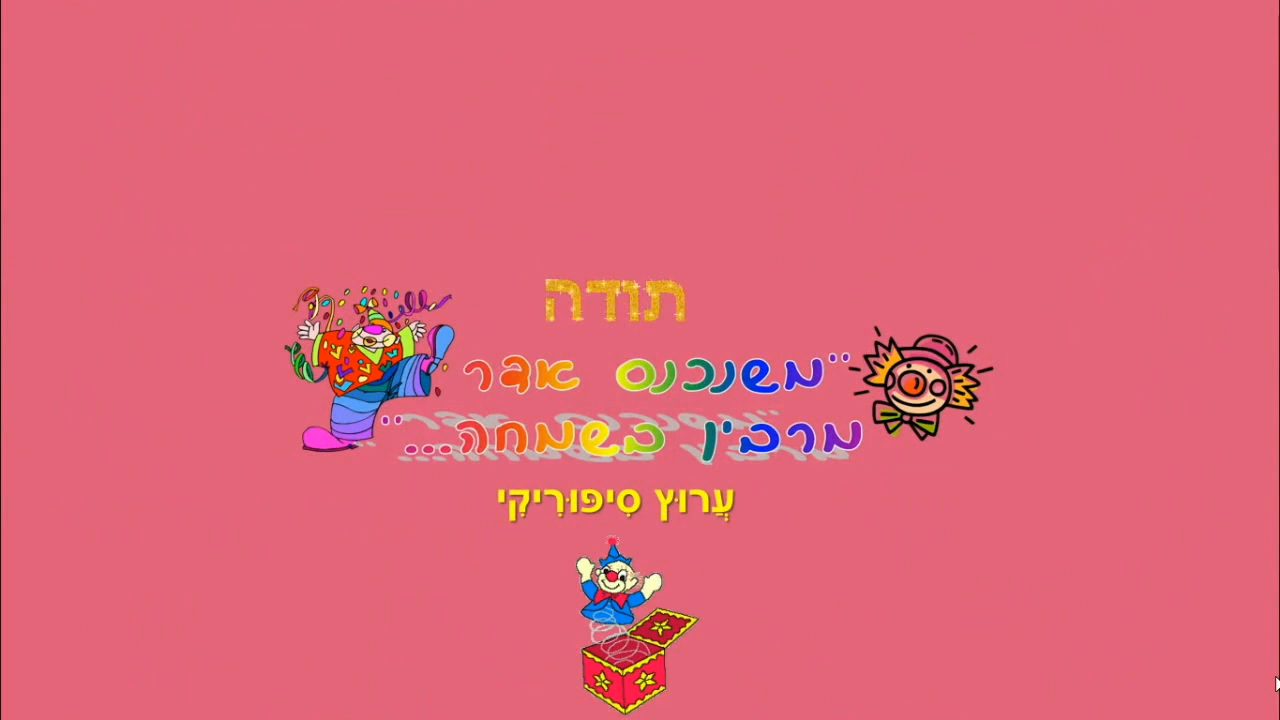 תודה
"משנכנס אדר
מרבין בשמחה..."
עֲרוּץ סִיפּוּרִיקִי